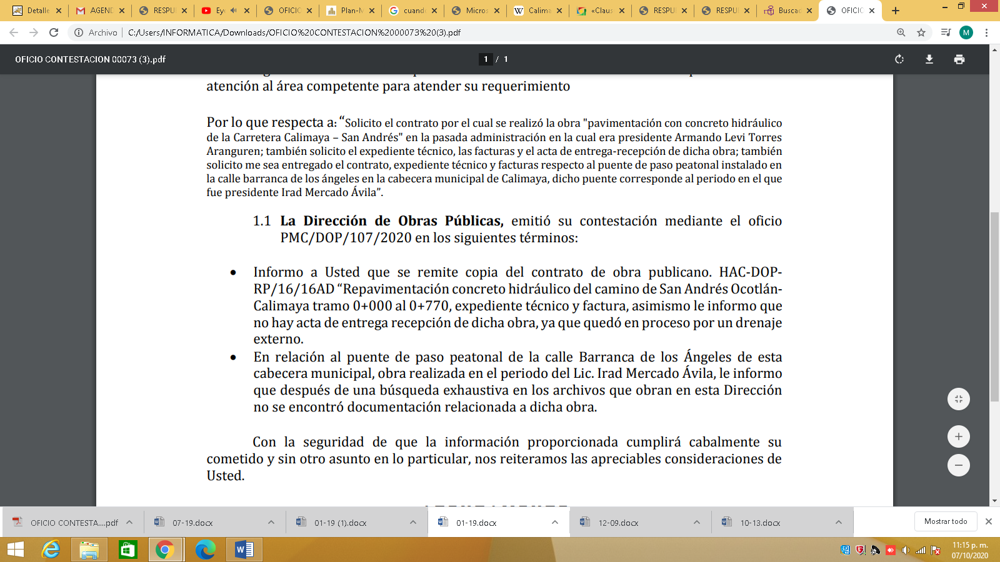 Detalle
AGEND
RESPU
Eye
OFICIO
Plan-M
cuando
Micros
Calima
«Claus
RESPU
RESPU
Buscad
OFICIO
Archivo | C:/Users/INFORMATICA/Downloads/OFICIO%20CONTESTACION%2000073%20(3).pdf
M
OFICIO CONTESTACION 00073 (3).pdf
1 / 1
atención al área competente para atender su requerimiento
Por lo que respecta a: “Solicito el contrato por el cual se realizó la obra "pavimentación con concreto hidráulico
de la Carretera Calimaya – San Andrés" en la pasada administración en la cual era presidente Armando Levi Torres
Aranguren; también solicito el expediente técnico, las facturas y el acta de entrega-recepción de dicha obra; también
solicito me sea entregado el contrato, expediente técnico y facturas respecto al puente de paso peatonal instalado en
la calle barranca de los ángeles en la cabecera municipal de Calimaya, dicho puente corresponde al periodo en el que
fue presidente Irad Mercado Ávila”.
1.1 La Dirección de Obras Públicas, emitió su contestación mediante el oficio
PMC/DOP/107/2020 en los siguientes términos:
• Informo a Usted que se remite copia del contrato de obra publicano. HAC-DOP-
RP/16/16AD “Repavimentación concreto hidráulico del camino de San Andrés Ocotlán-
Calimaya tramo 0+000 al 0+770, expediente técnico y factura, asimismo le informo que
no hay acta de entrega recepción de dicha obra, ya que quedó en proceso por un drenaje
externo.
• En relación al puente de paso peatonal de la calle Barranca de los Ángeles de esta
cabecera municipal, obra realizada en el periodo del Lic. Irad Mercado Ávila, le informo
que después de una búsqueda exhaustiva en los archivos que obran en esta Dirección
no se encontró documentación relacionada a dicha obra.
Con la seguridad de que la información proporcionada cumplirá cabalmente su
cometido y sin otro asunto en lo particular, nos reiteramos las apreciables consideraciones de
Usted.
OFICIO CONTESTA....pdf
07-19.docx
01-19 (1).docx
01-19.docx
12-09.docx
10-13.docx
Mostrar todo
11:15 p. m.
07/10/2020